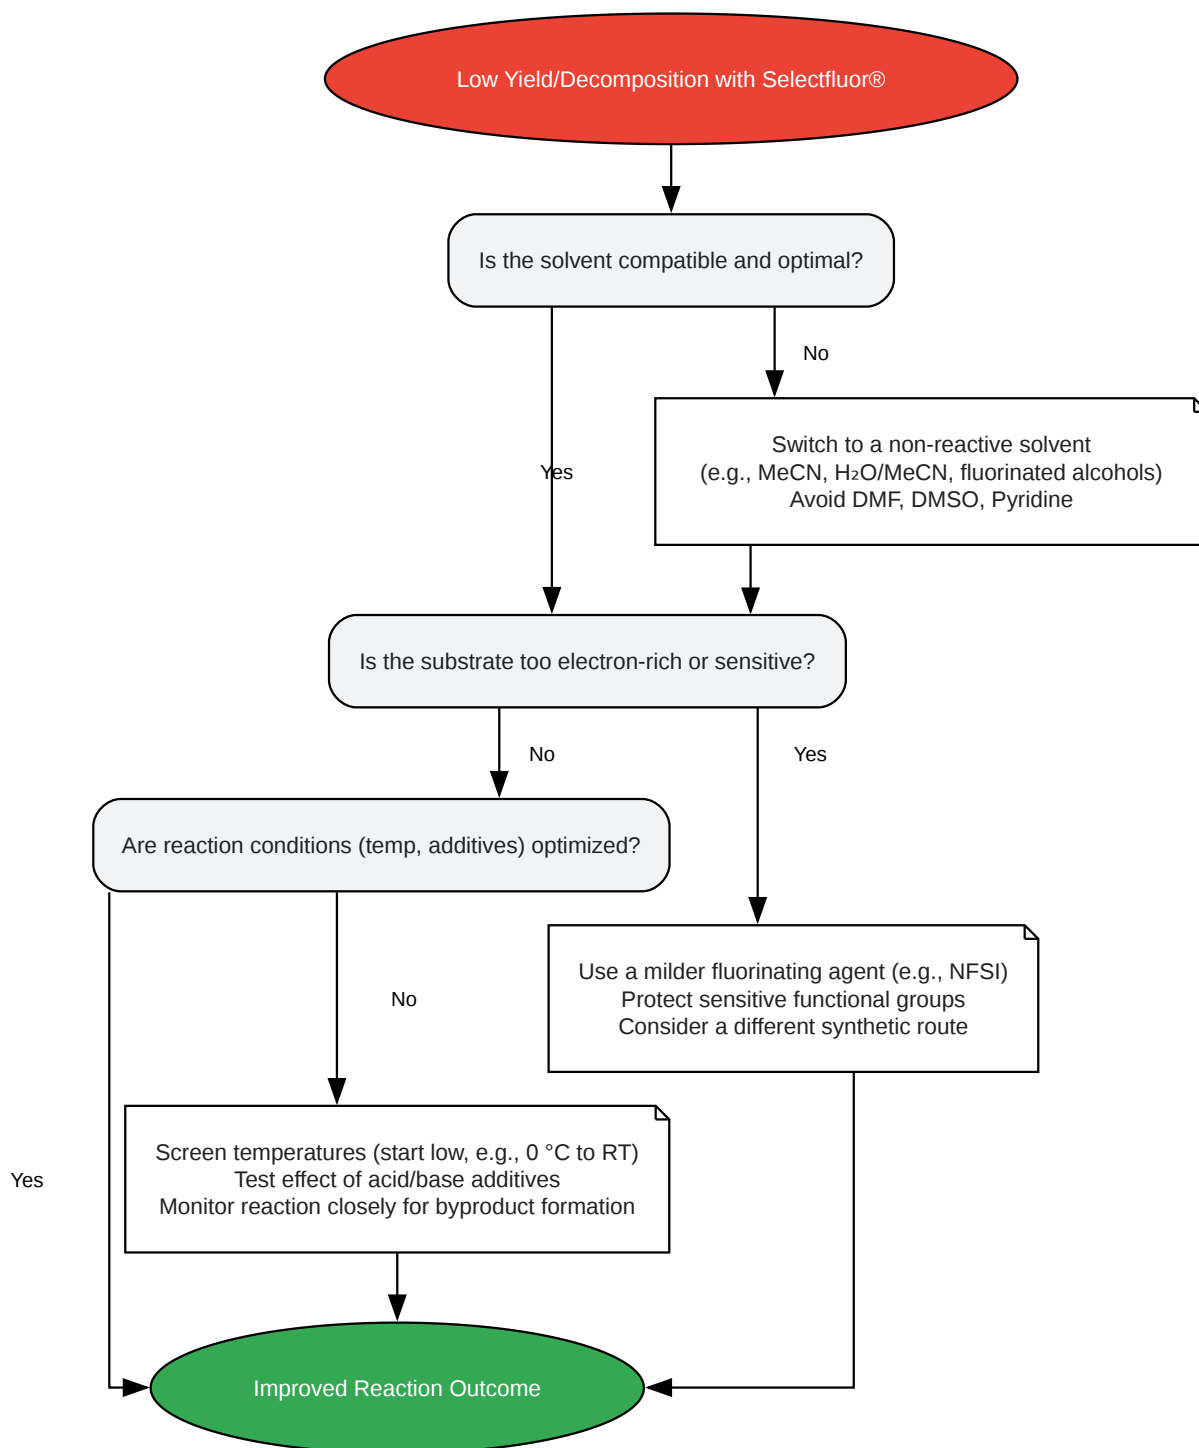 Low Yield/Decomposition with Selectfluor®
Is the solvent compatible and optimal?
No
Switch to a non-reactive solvent
(e.g., MeCN, H₂O/MeCN, fluorinated alcohols)
Avoid DMF, DMSO, Pyridine
Yes
Is the substrate too electron-rich or sensitive?
No
Yes
Are reaction conditions (temp, additives) optimized?
Use a milder fluorinating agent (e.g., NFSI)
Protect sensitive functional groups
Consider a different synthetic route
No
Screen temperatures (start low, e.g., 0 °C to RT)
Test effect of acid/base additives
Monitor reaction closely for byproduct formation
Yes
Improved Reaction Outcome